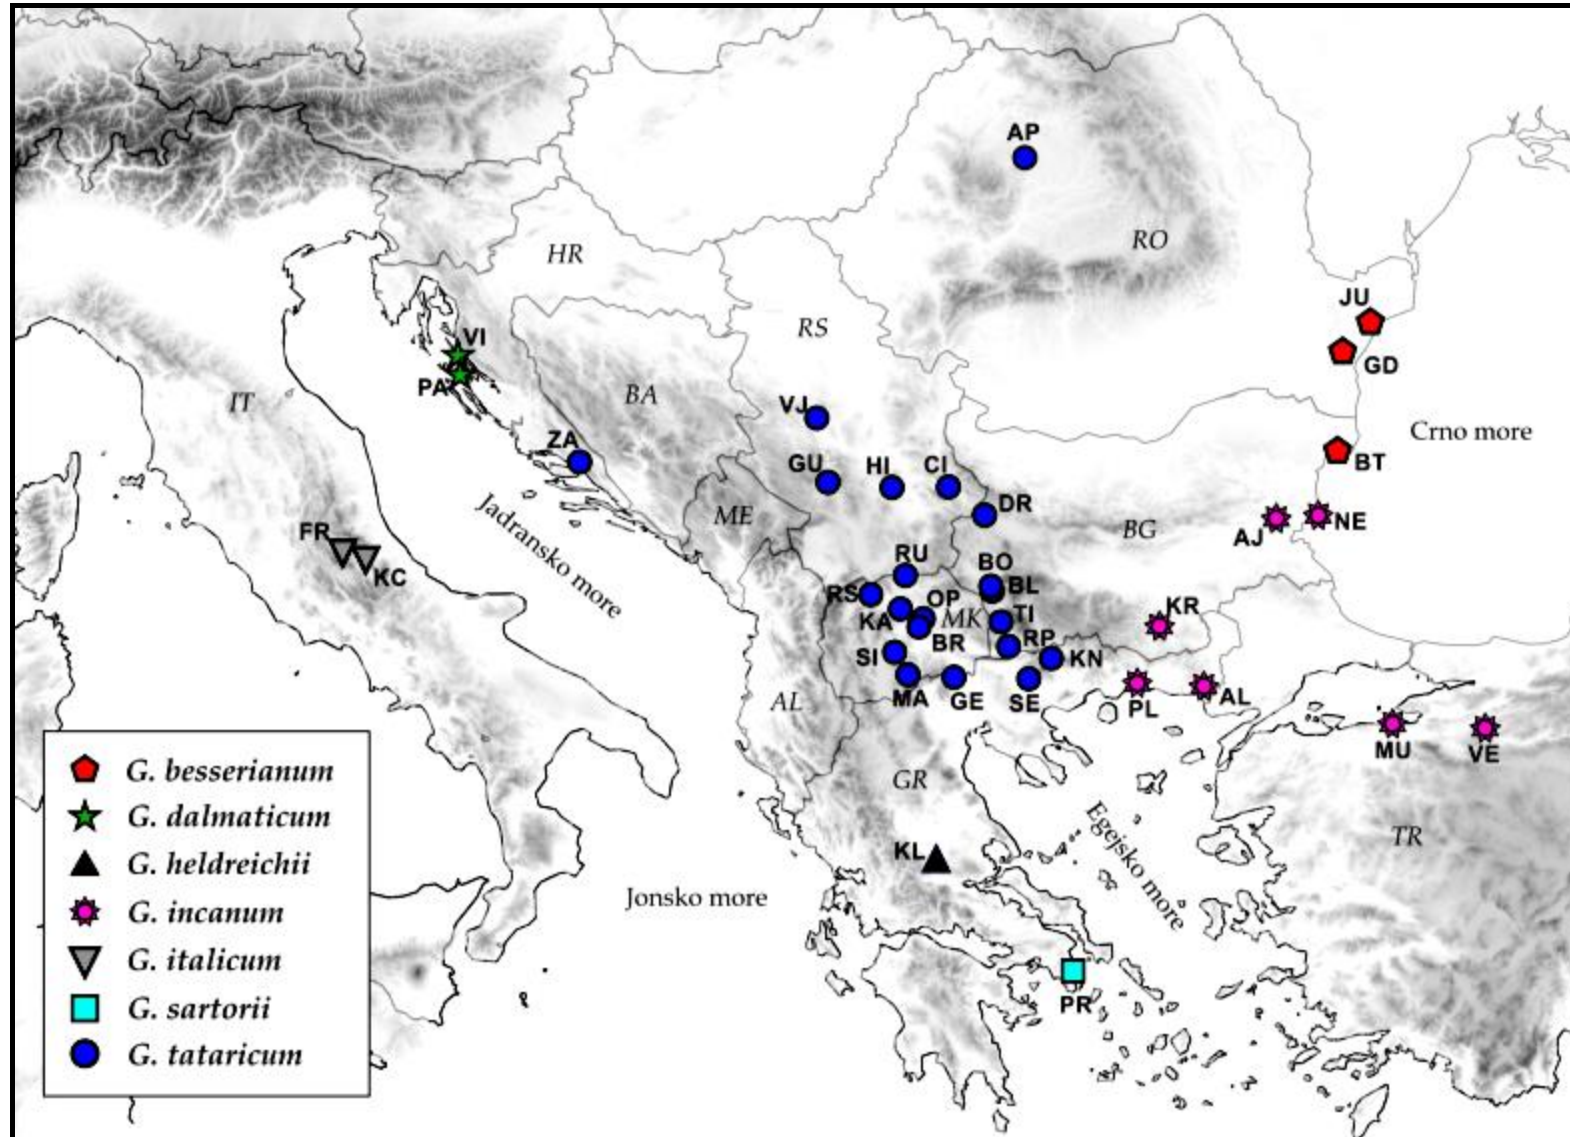 AP
RO
HR
JU
RS
VI
GD
PA
IT
BA
VJ
Crno more
ZA
BT
GU
HI
CI
Jadransko more
ME
DR
BG
AJ
NE
FR
KC
RU
BO
BL
RS
OP
KA
MK
TI
KR
BR
RP
SI
KN
MA
GE
SE
PL
AL
AL
MU
VE
GR
Egejsko more
TR
KL
Jonsko more
PR
G. besserianum
G. dalmaticum
G. heldreichii
G. incanum
G. italicum
G. sartorii
G. tataricum